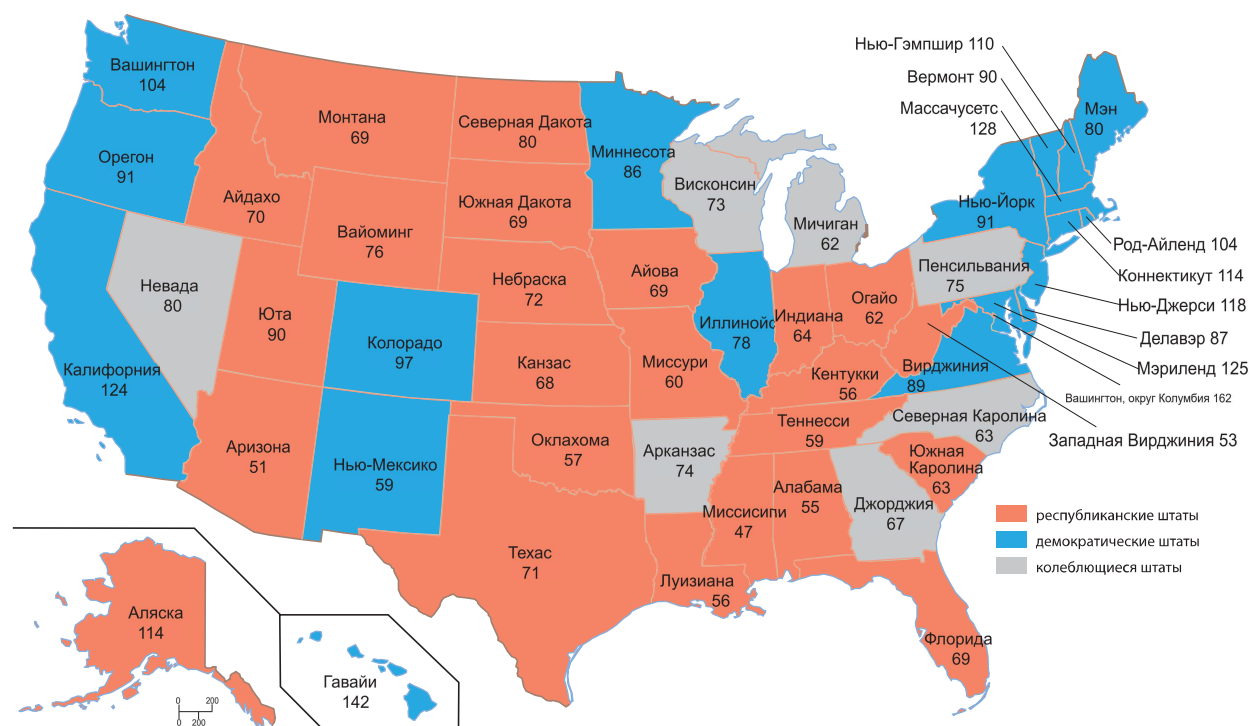 Вашингтон
104
Орегон
91
Калифорния
124
Невада
80
Айдахо
70
Монтана
69
Вайоминг
76
Юта
90
Аризона
51
Колорадо
97
Нью-Мексико
59
Северная Дакота
80
Южная Дакота
69
Небраска
72
Канзас
68
Оклахома
57
Техас
71
Миннесота
86
Айова
69
Миссури
60
Арканзас
74
Луизиана
56
Висконсин
73
Иллинойс
78
Мичиган
62
Индиана
64
Огайо
62
Кентукки
56
Теннесси
59
Миссисипи
47
Алабама
55
Джорджия
67
Флорида
69
Южная
Каролина
63
Северная Каролина
63
Вирджиния
89
Пенсильвания
75
Нью-Йорк
91
Мэн
80
Нью-Гэмпшир 110
Вермонт 90
Массачусетс
128
Род-Айленд 104
Коннектикут 114
Нью-Джерси 118
Делавэр 87
Мэриленд 125
Вашингтон, округ Колумбия 162
Западная Вирджиния 53
республиканские штаты
демократические штаты
колеблющиеся штаты
Аляска
114
Гавайи
142
0 200
0 200